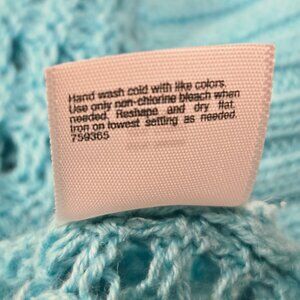 Hand wash cold with like colors.
Use only non-chlorine bleach when
needed. Reshape and dry flat.
Iron on lowest setting as needed.
759365